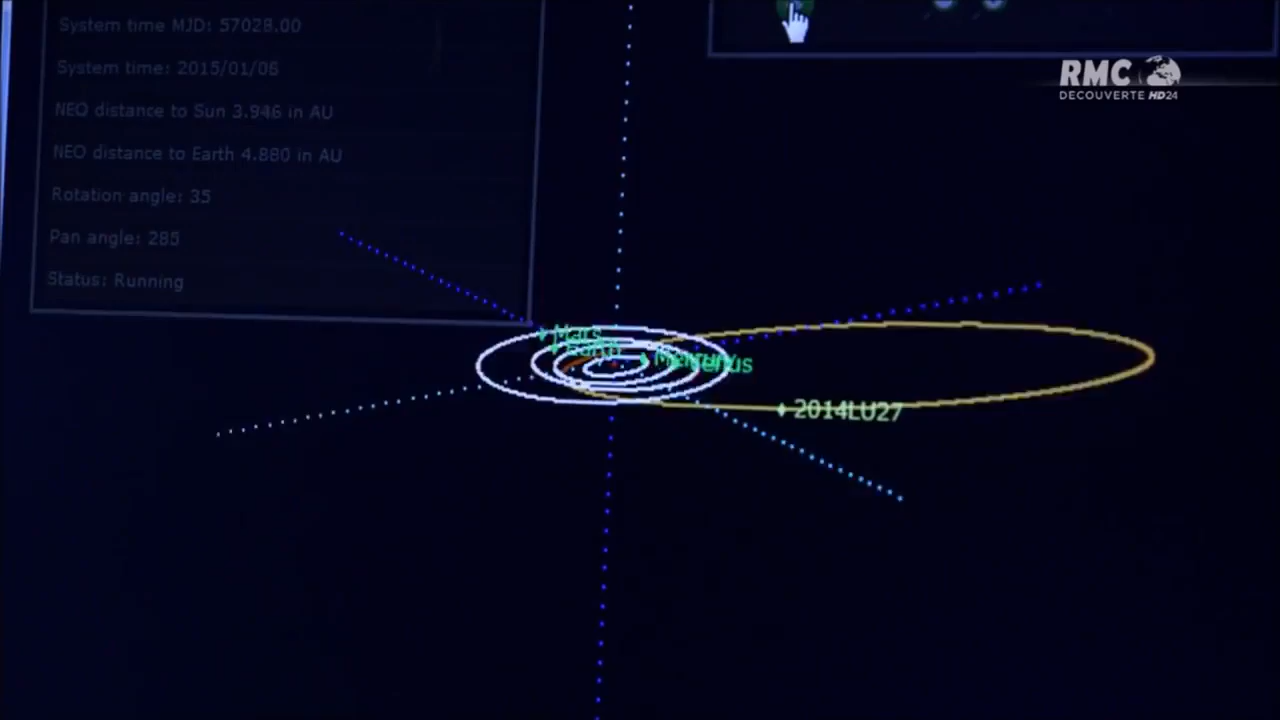 System time MJD: 57028.00
System time: 2015/01/06
NEO distance to Sun 3.946 in AU
NEO distance to Earth 4.880 in AU
Rotation angle: 35
Pan angle: 285
Status: Running
RMC
DECOUVERTE HD24
Mars
Earth
Mercury
Venus
2014LU27